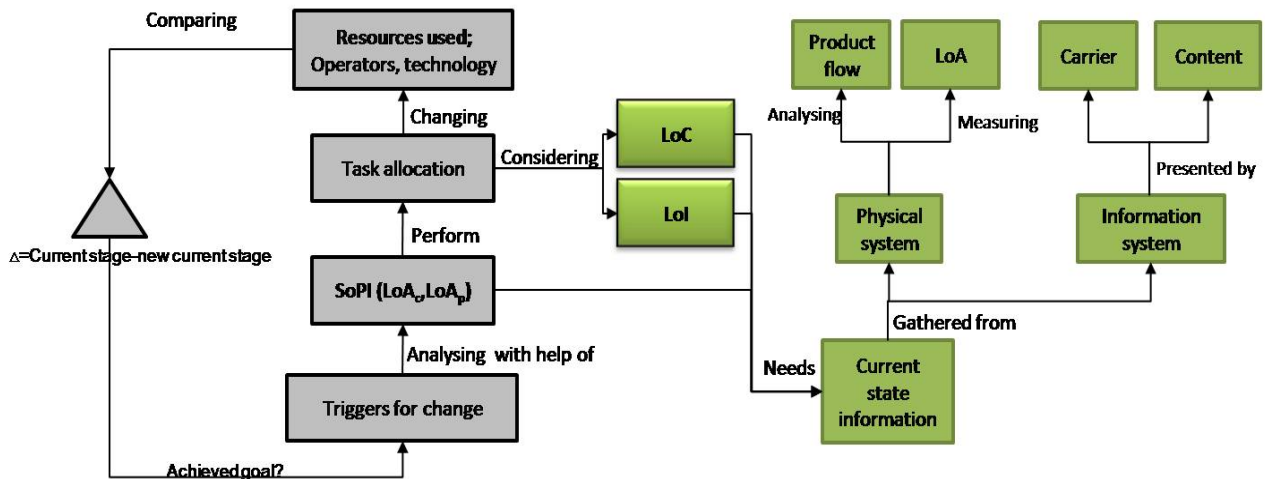 Comparing
Resources used;
Operators, technology
Changing
Task allocation
Considering
LoC
LoI
Perform
Δ=Current stage-new current stage
SoPI (LoAc,LoAp)
Analysing with help of
Triggers for change
Achieved goal?
Product
flow
LoA
Carrier
Content
Analysing
Measuring
Presented by
Physical
system
Information
system
Gathered from
Needs
Current
state
information